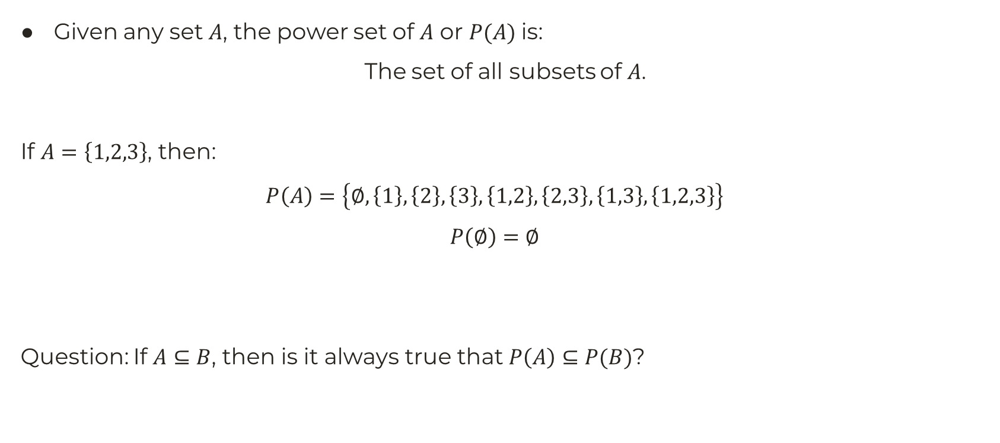 ● Given any set A, the power set of A or P(A) is:
The set of all subsets of A.
If A = {1,2,3}, then:
P(A) = {∅, {1}, {2}, {3}, {1,2}, {2,3}, {1,3}, {1,2,3}}
P(∅) = ∅
Question: If A ⊆ B, then is it always true that P(A) ⊆ P(B)?